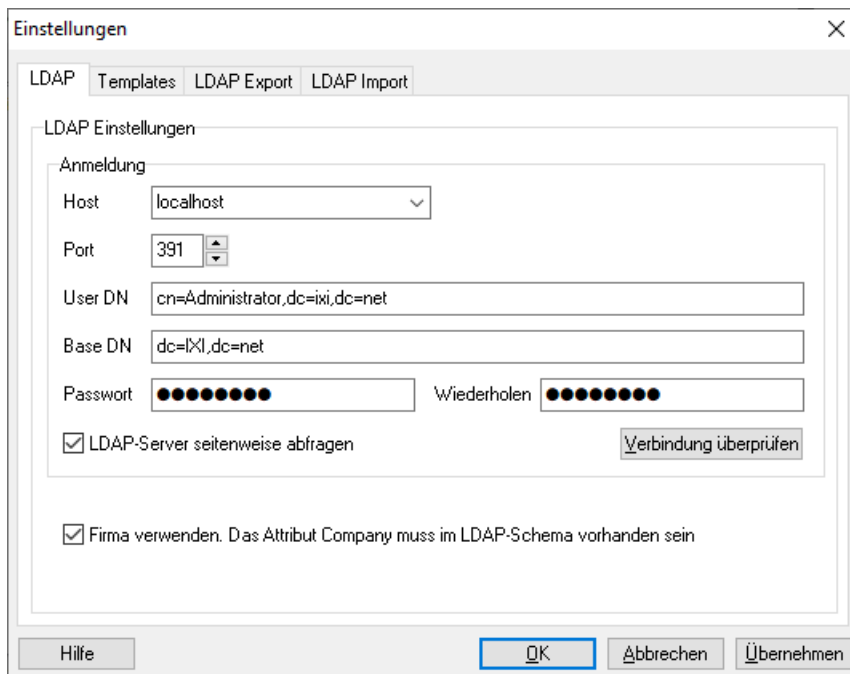 Einstellungen
LDAP Templates LDAP Export LDAP Import
LDAP Einstellungen
Anmeldung
Host localhost
Port 391
User DN cn=Administrator,dc=ixi,dc=net
Base DN dc=IXI,dc=net
Passwort ●●●●●●●● Wiederholen ●●●●●●●●
LDAP-Server seitenweise abfragen Verbindung überprüfen
Firma verwenden. Das Attribut Company muss im LDAP-Schema vorhanden sein
Hilfe OK Abbrechen Übernehmen